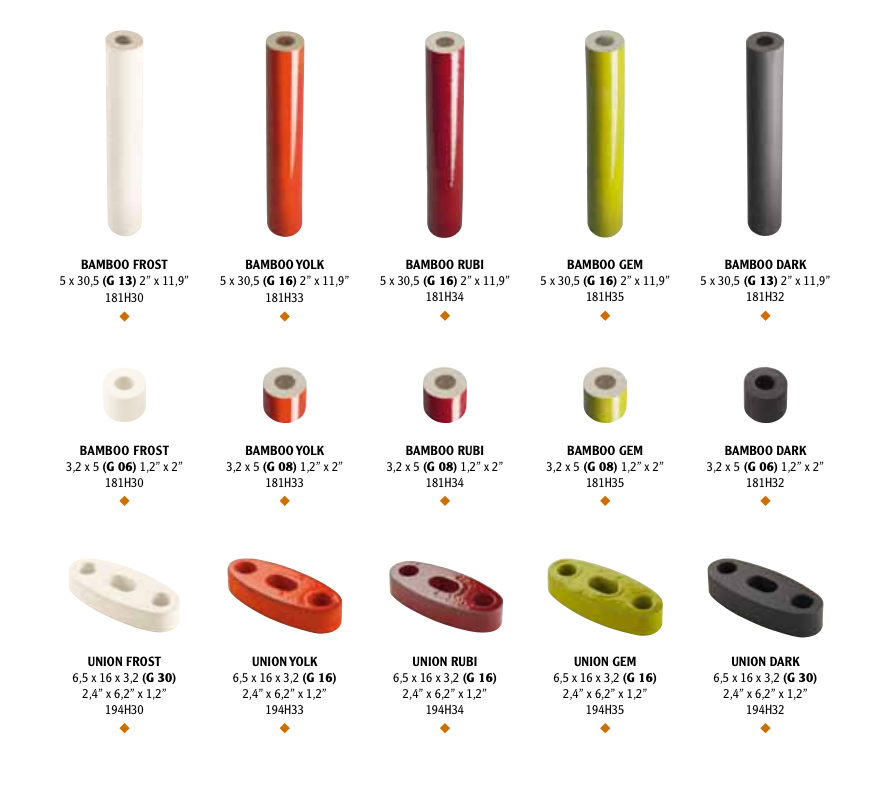 BAMBOO FROST
5 x 30,5 (G 13) 2” x 11,9”
181H30
BAMBOO YOLK
5 x 30,5 (G 16) 2” x 11,9”
181H33
BAMBOO RUBI
5 x 30,5 (G 16) 2” x 11,9”
181H34
BAMBOO GEM
5 x 30,5 (G 16) 2” x 11,9”
181H35
BAMBOO DARK
5 x 30,5 (G 13) 2” x 11,9”
181H32
BAMBOO FROST
3,2 x 5 (G 06) 1,2” x 2”
181H30
BAMBOO YOLK
3,2 x 5 (G 08) 1,2” x 2”
181H33
BAMBOO RUBI
3,2 x 5 (G 08) 1,2” x 2”
181H34
BAMBOO GEM
3,2 x 5 (G 08) 1,2” x 2”
181H35
BAMBOO DARK
3,2 x 5 (G 06) 1,2” x 2”
181H32
UNION FROST
6,5 x 16 x 3,2 (G 30)
2,4” x 6,2” x 1,2”
194H30
UNION YOLK
6,5 x 16 x 3,2 (G 16)
2,4” x 6,2” x 1,2”
194H33
UNION RUBI
6,5 x 16 x 3,2 (G 16)
2,4” x 6,2” x 1,2”
194H34
UNION GEM
6,5 x 16 x 3,2 (G 16)
2,4” x 6,2” x 1,2”
194H35
UNION DARK
6,5 x 16 x 3,2 (G 30)
2,4” x 6,2” x 1,2”
194H32